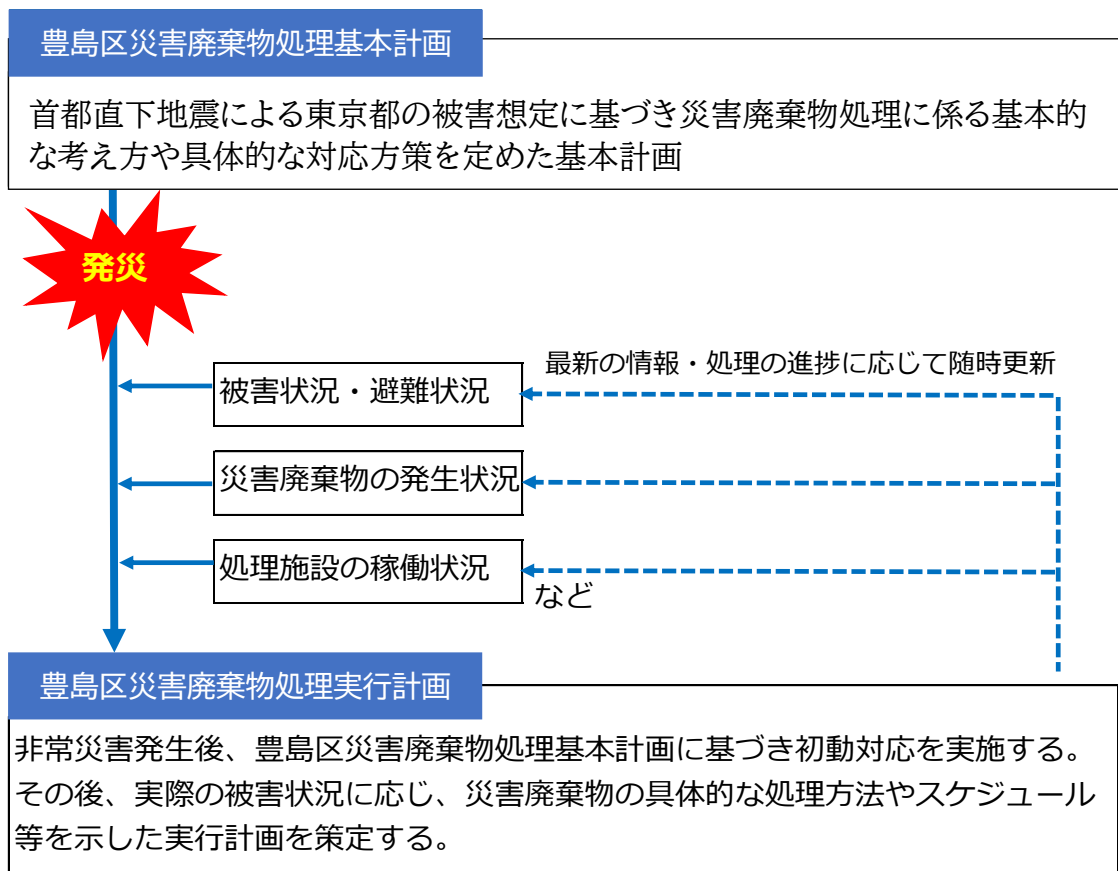 豊島区災害廃棄物処理基本計画
首都直下地震による東京都の被害想定に基づき災害廃棄物処理に係る基本的
な考え方や具体的な対応方策を定めた基本計画
発災
最新の情報・処理の進捗に応じて随時更新
被害状況・避難状況
災害廃棄物の発生状況
処理施設の稼働状況
など
豊島区災害廃棄物処理実行計画
非常災害発生後、豊島区災害廃棄物処理基本計画に基づき初動対応を実施する。
その後、実際の被害状況に応じ、災害廃棄物の具体的な処理方法やスケジュール
等を示した実行計画を策定する。